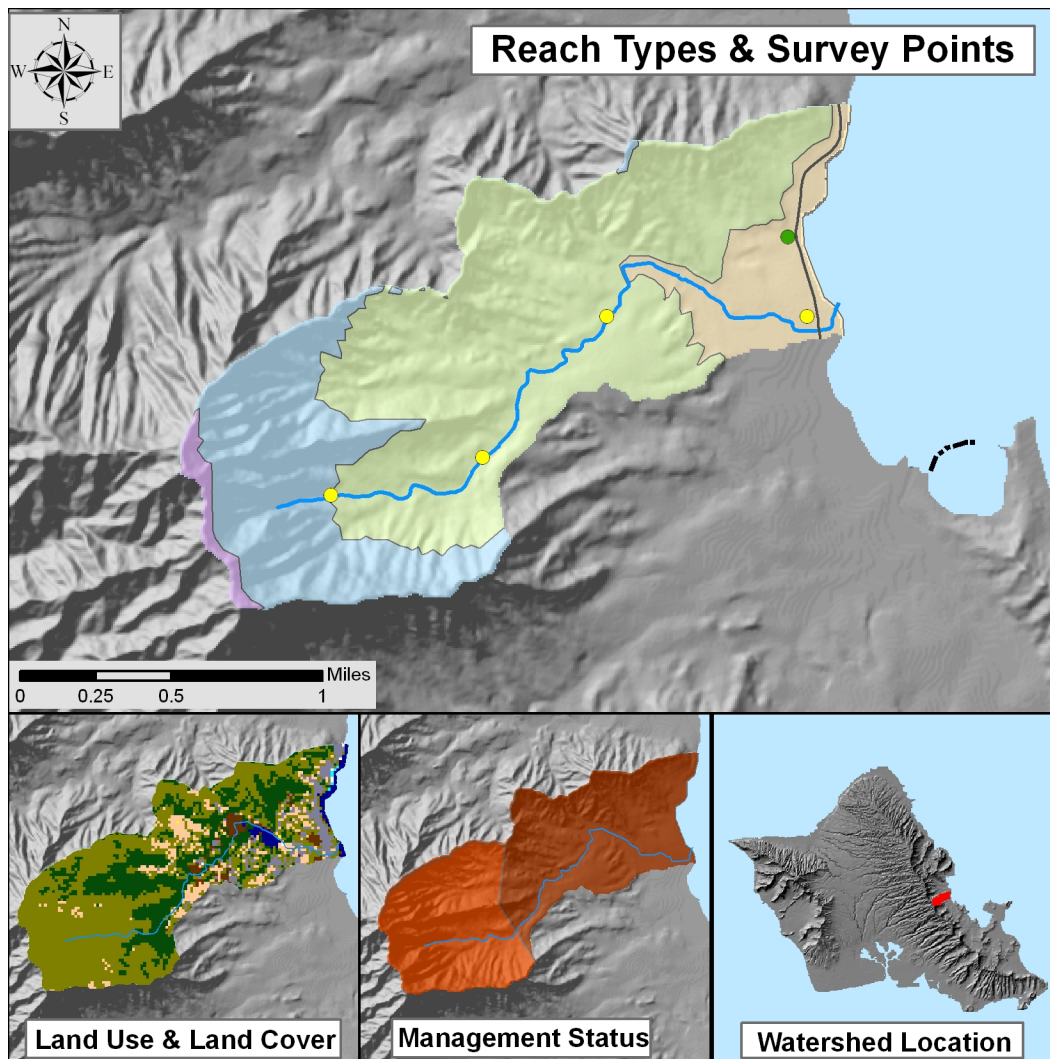 N
W E
S
Reach Types & Survey Points
Miles
0 0.25 0.5 1
Land Use & Land Cover
Management Status
Watershed Location